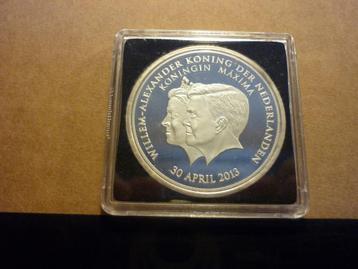 WILLEM-ALEXANDER KONING DER NEDERLANDEN
KONINGIN MÁXIMA
30 APRIL 2013